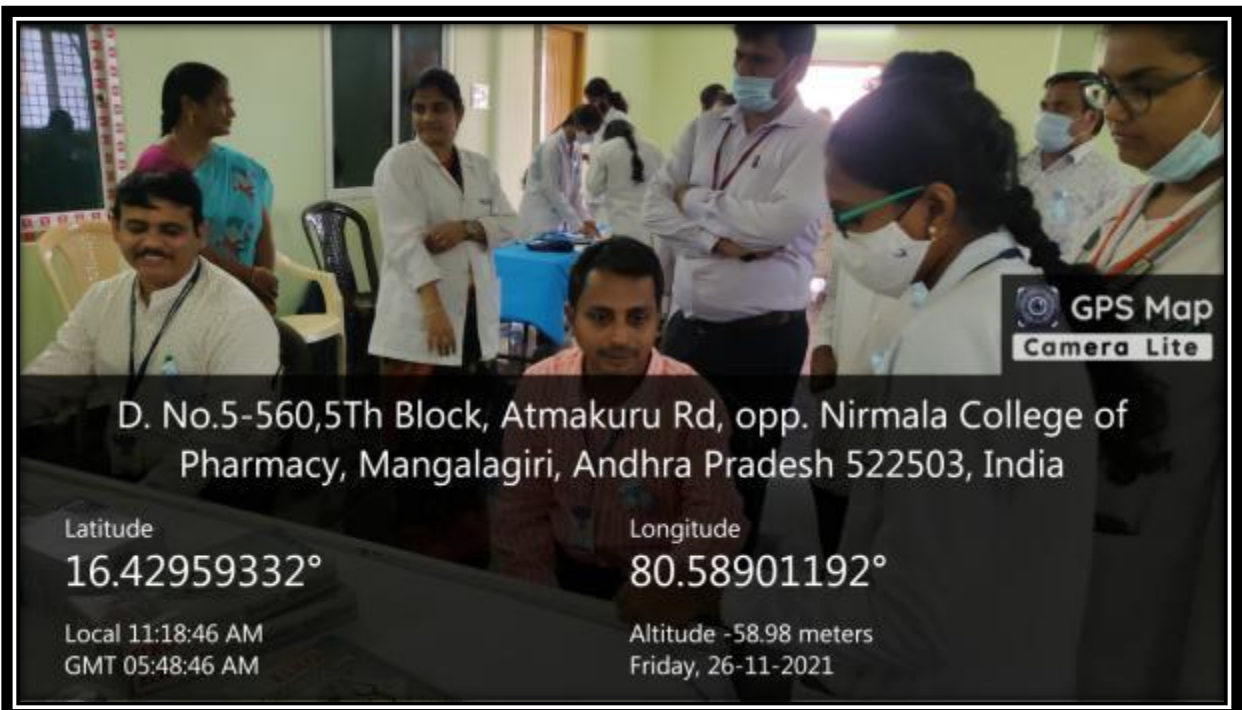 GPS Map
Camera Lite
D. No.5-560,5Th Block, Atmakuru Rd, opp. Nirmala College of
Pharmacy, Mangalagiri, Andhra Pradesh 522503, India
Latitude
16.42959332°
Longitude
80.58901192°
Local 11:18:46 AM
GMT 05:48:46 AM
Altitude -58.98 meters
Friday, 26-11-2021